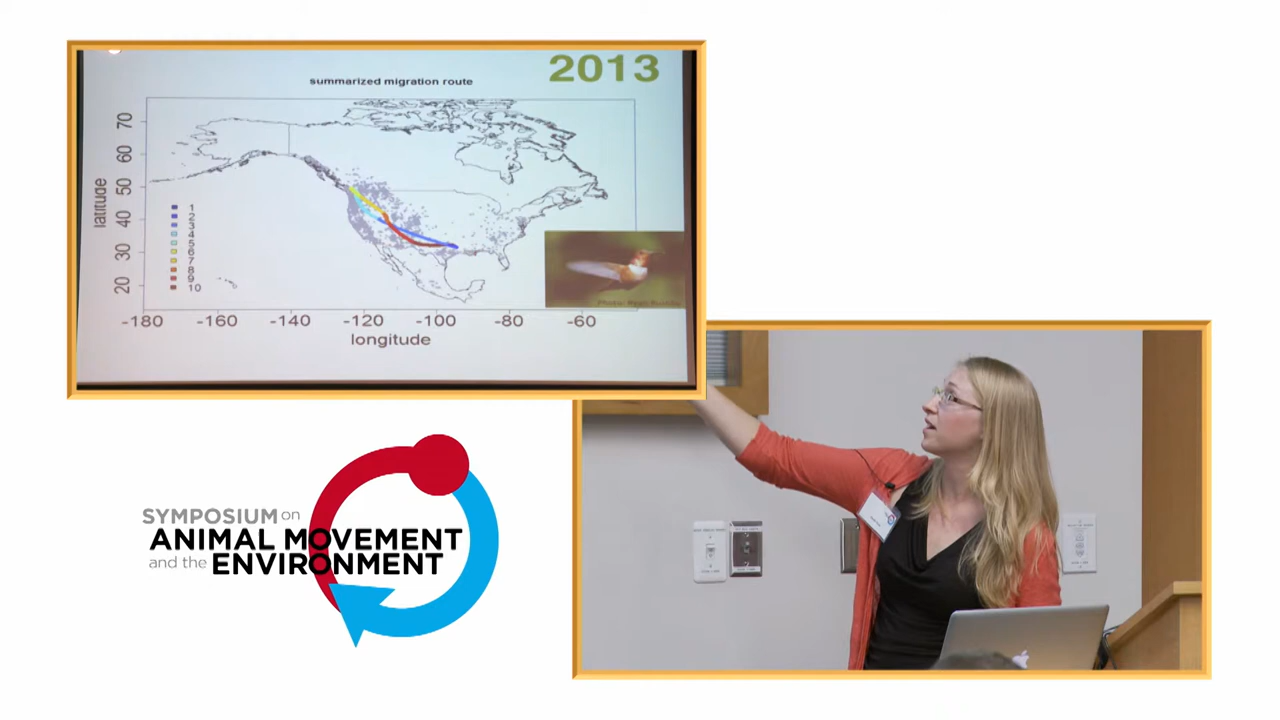 2013
summarized migration route
latitude
70
60
50
40
30
20
1
2
3
4
5
6
7
8
9
10
-180 -160 -140 -120 -100 -80 -60
longitude
SYMPOSIUM on
ANIMAL MOVEMENT
and the ENVIRONMENT